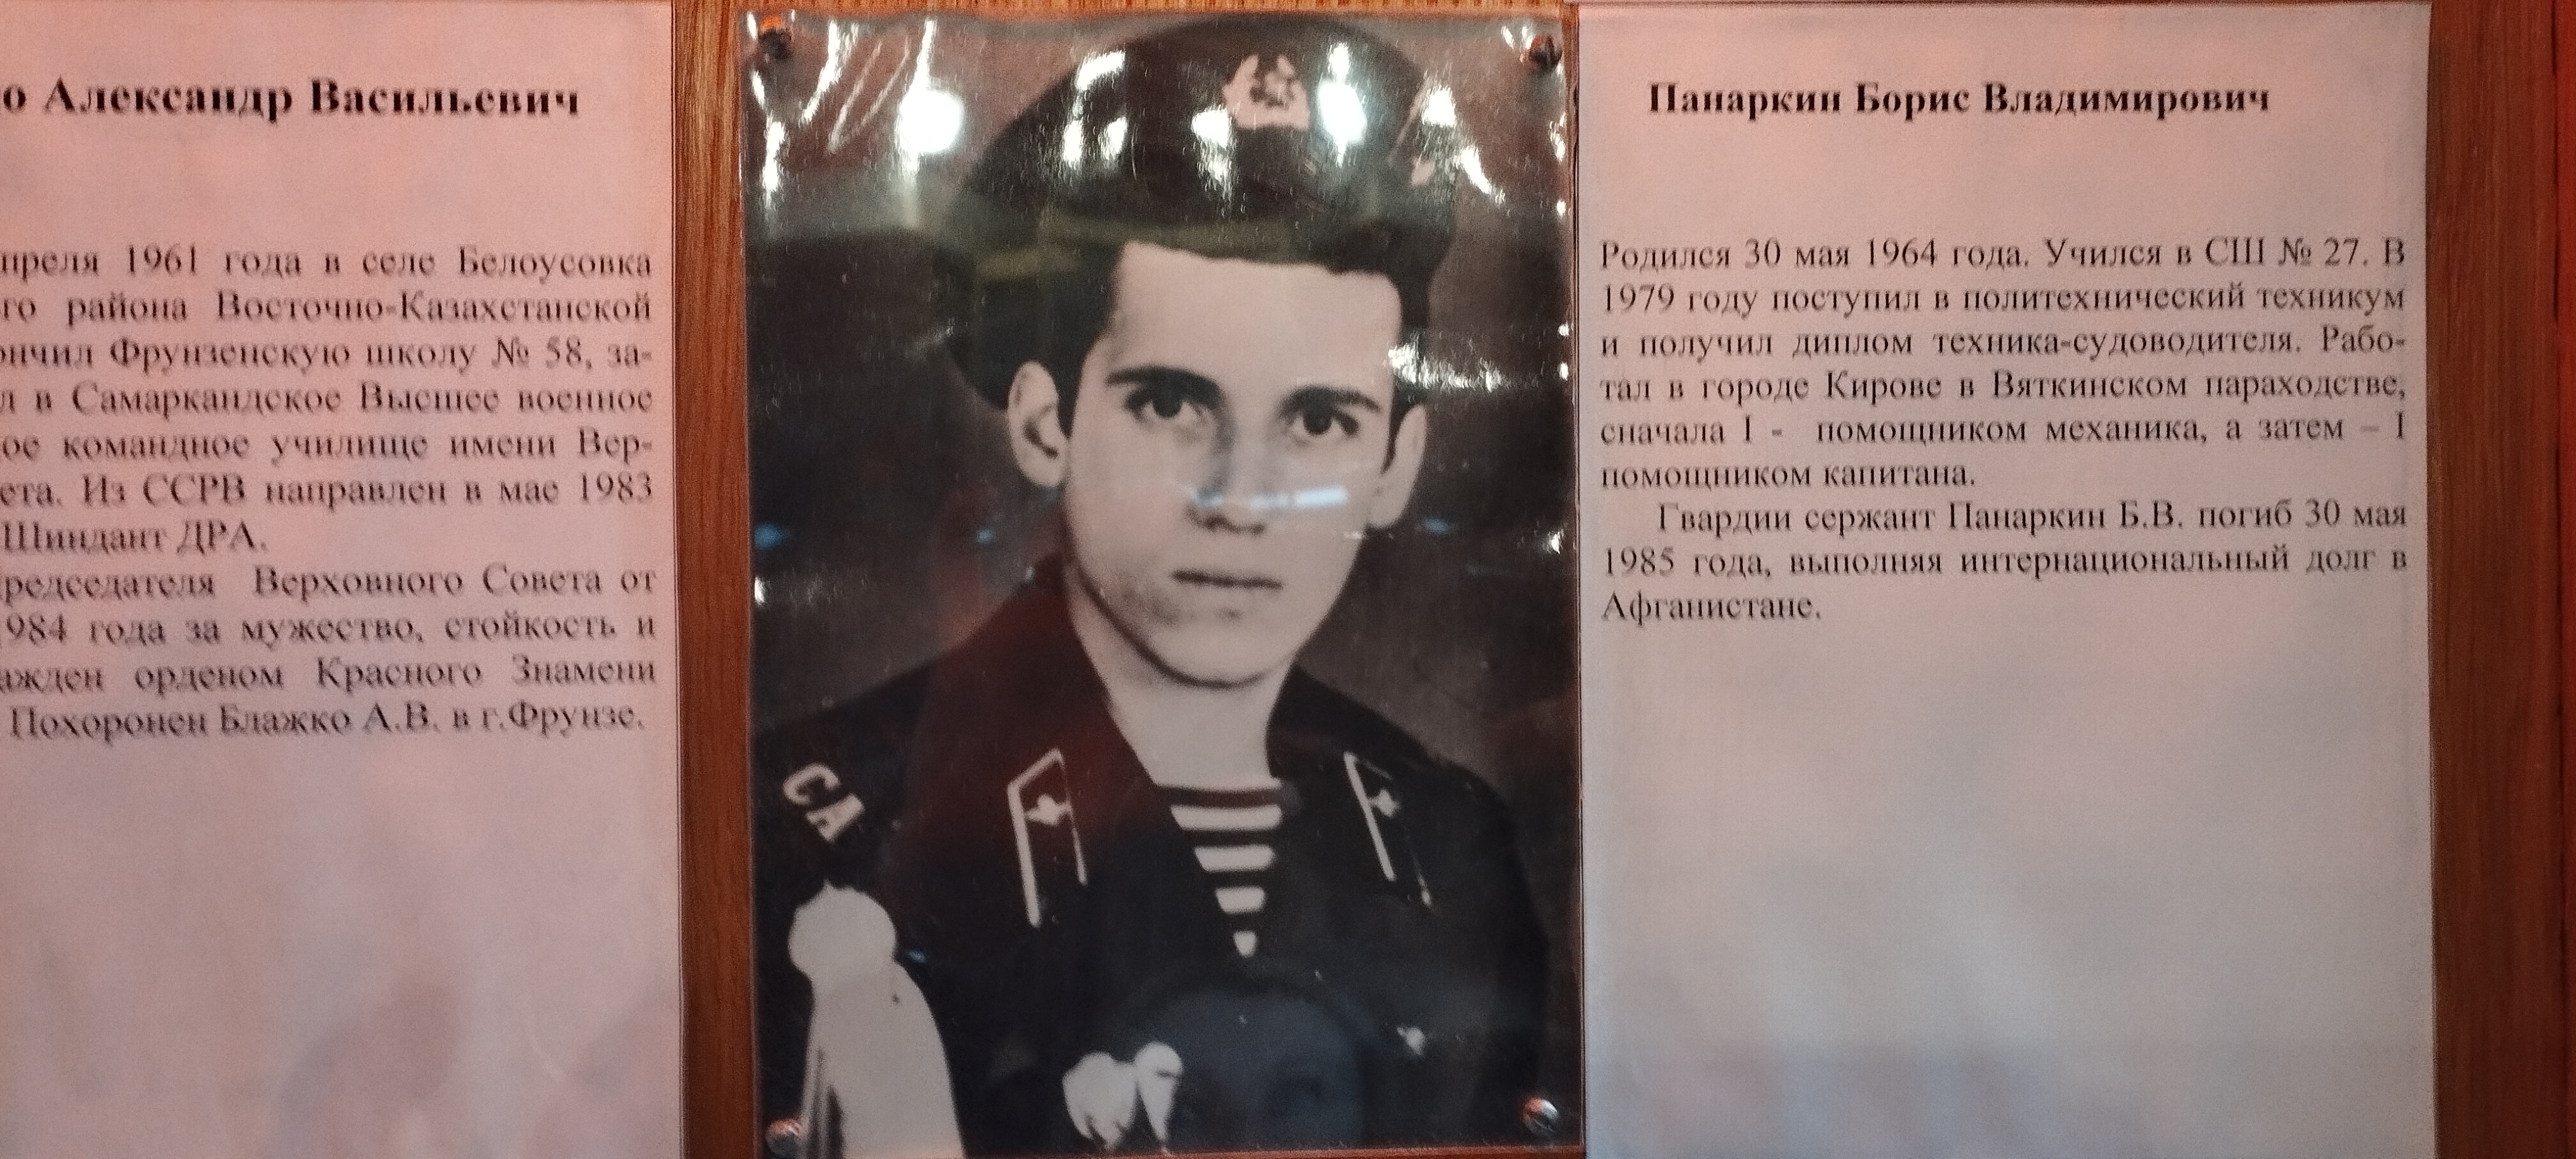 о Александр Васильевич
преля 1961 года в селе Белоусовка
го района Восточно-Казахстанской
ончил Фрунзенскую школу № 58, за-
л в Самаркандское Высшее военное
ое командное училище имени Вер-
ета. Из ССРВ направлен в мае 1983
Шиндант ДРА.
редседателя Верховного Совета от
1984 года за мужество, стойкость и
ажден орденом Красного Знамени
Похоронен Блажко А.В. в г.Фрунзе.
СА
Панаркин Борис Владимирович
Родился 30 мая 1964 года. Учился в СШ № 27. В
1979 году поступил в политехнический техникум
и получил диплом техника-судоводителя. Рабо-
тал в городе Кирове в Вяткинском параходстве,
сначала I - помощником механика, а затем – I
помощником капитана.
Гвардии сержант Панаркин Б.В. погиб 30 мая
1985 года, выполняя интернациональный долг в
Афганистане.